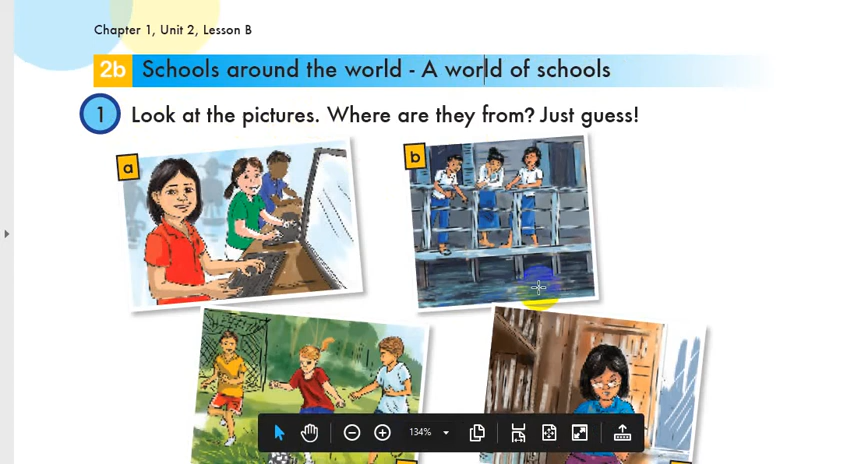 Chapter 1, Unit 2, Lesson B
2b Schools around the world - A world of schools
1 Look at the pictures. Where are they from? Just guess!
a
b
134%